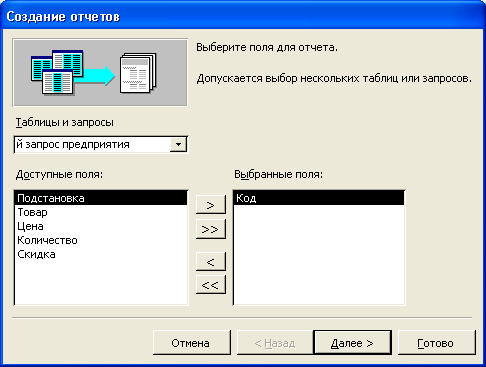 Создание отчетов
Выберите поля для отчета.
Допускается выбор нескольких таблиц или запросов.
Таблицы и запросы
й запрос предприятия
Доступные поля:
Выбранные поля:
Подстановка
Товар
Цена
Количество
Скидка
>
>>
<
<<
Код
Отмена
< Назад
Далее >
Готово